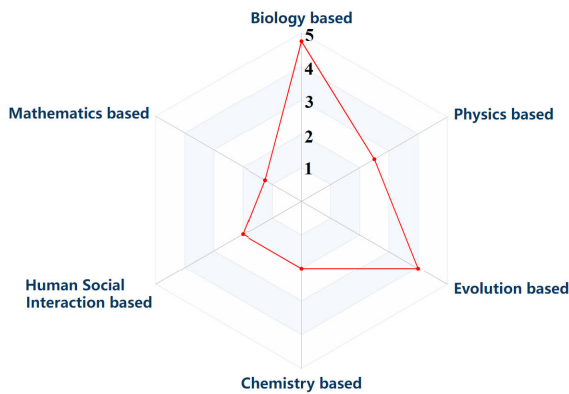 Biology based
5
4
3
2
1
Mathematics based
Physics based
Human Social
Interaction based
Evolution based
Chemistry based